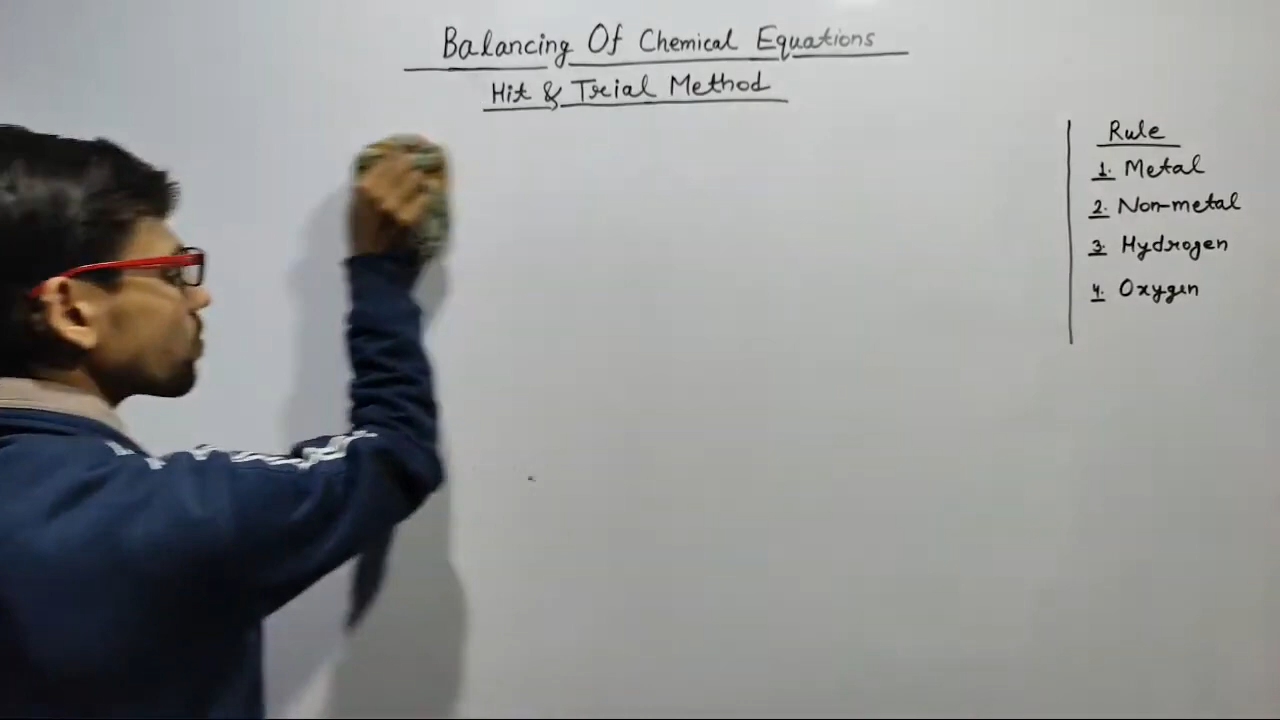 Balancing Of Chemical Equations
Hit & Trial Method
Rule
1. Metal
2. Non-metal
3. Hydrogen
4. Oxygen